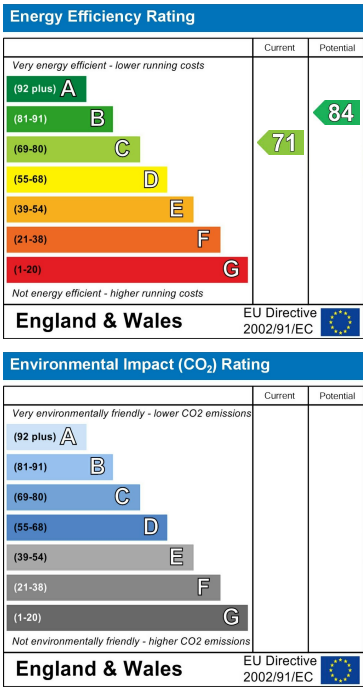 Energy Efficiency Rating
Current Potential
Very energy efficient - lower running costs
(92 plus) A
(81-91) B
84
(69-80) C
71
(55-68) D
(39-54) E
(21-38) F
(1-20) G
Not energy efficient - higher running costs
England & Wales
EU Directive
2002/91/EC
Environmental Impact (CO₂) Rating
Current Potential
Very environmentally friendly - lower CO2 emissions
(92 plus) A
(81-91) B
(69-80) C
(55-68) D
(39-54) E
(21-38) F
(1-20) G
Not environmentally friendly - higher CO2 emissions
England & Wales
EU Directive
2002/91/EC